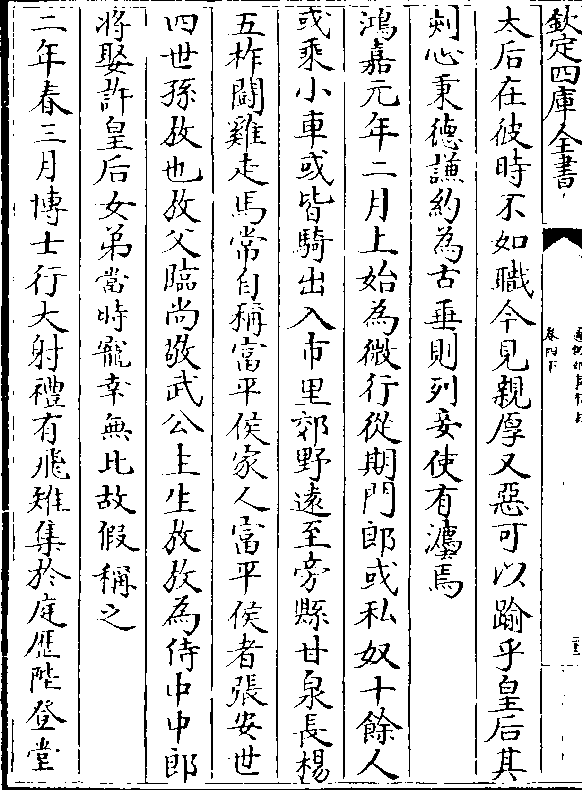 欽定四庫全書
太后在彼時不如職今見親厚又惡可以踰乎皇后其
刻心秉德謙約為古垂則列妾使有灋焉
鴻嘉元年二月上始為微行從期門郎或私奴十餘人
或乘小車或皆騎出入市里郊野遠至旁縣甘泉長楊
五柞鬬雞走馬常自稱富平侯家人富平侯者張安世
四世孫放也放父臨尚敬武公主生放放為侍中中郎
將娶許皇后女弟當時寵幸無比故假稱之
二年春三月博士行大射禮有飛雉集於庭歷陛登堂